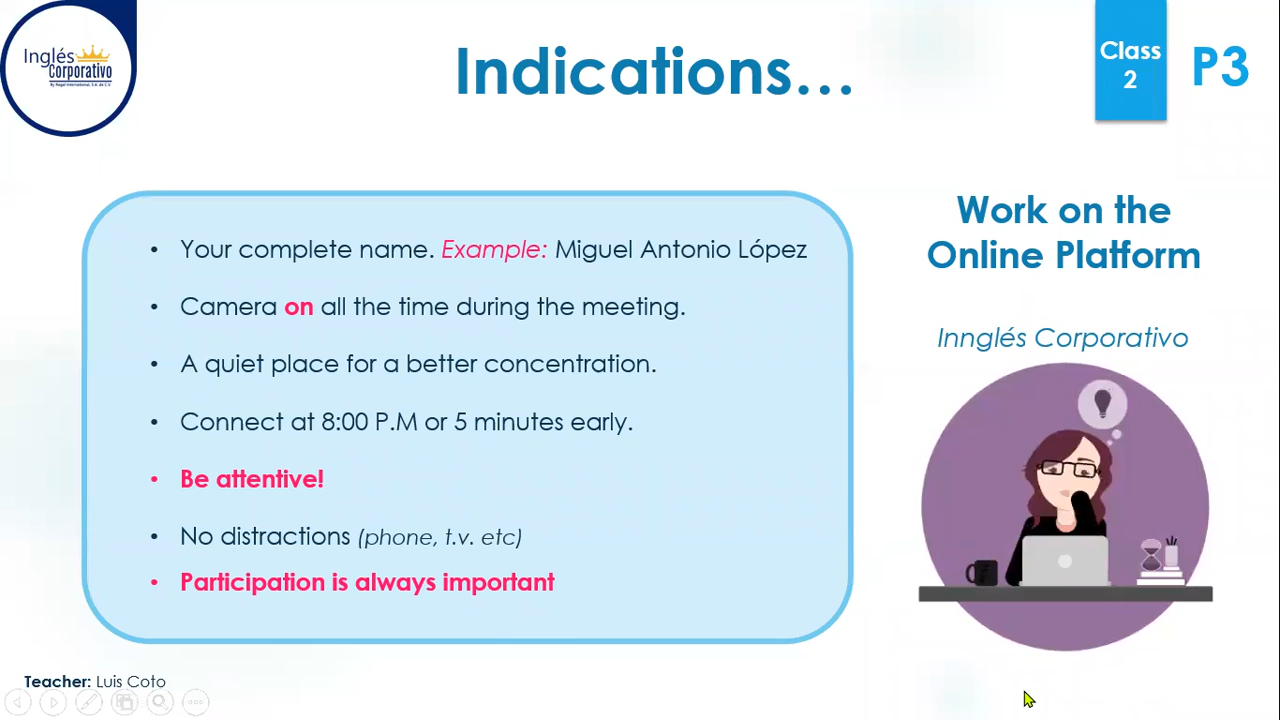 Inglés
Corporativo
By Regal International, S.A. de C.V.
Indications…
Class
2
P3
• Your complete name. Example: Miguel Antonio López
• Camera on all the time during the meeting.
• A quiet place for a better concentration.
• Connect at 8:00 P.M or 5 minutes early.
• Be attentive!
• No distractions (phone, t.v. etc)
• Participation is always important
Work on the
Online Platform
Innglés Corporativo
Teacher: Luis Coto